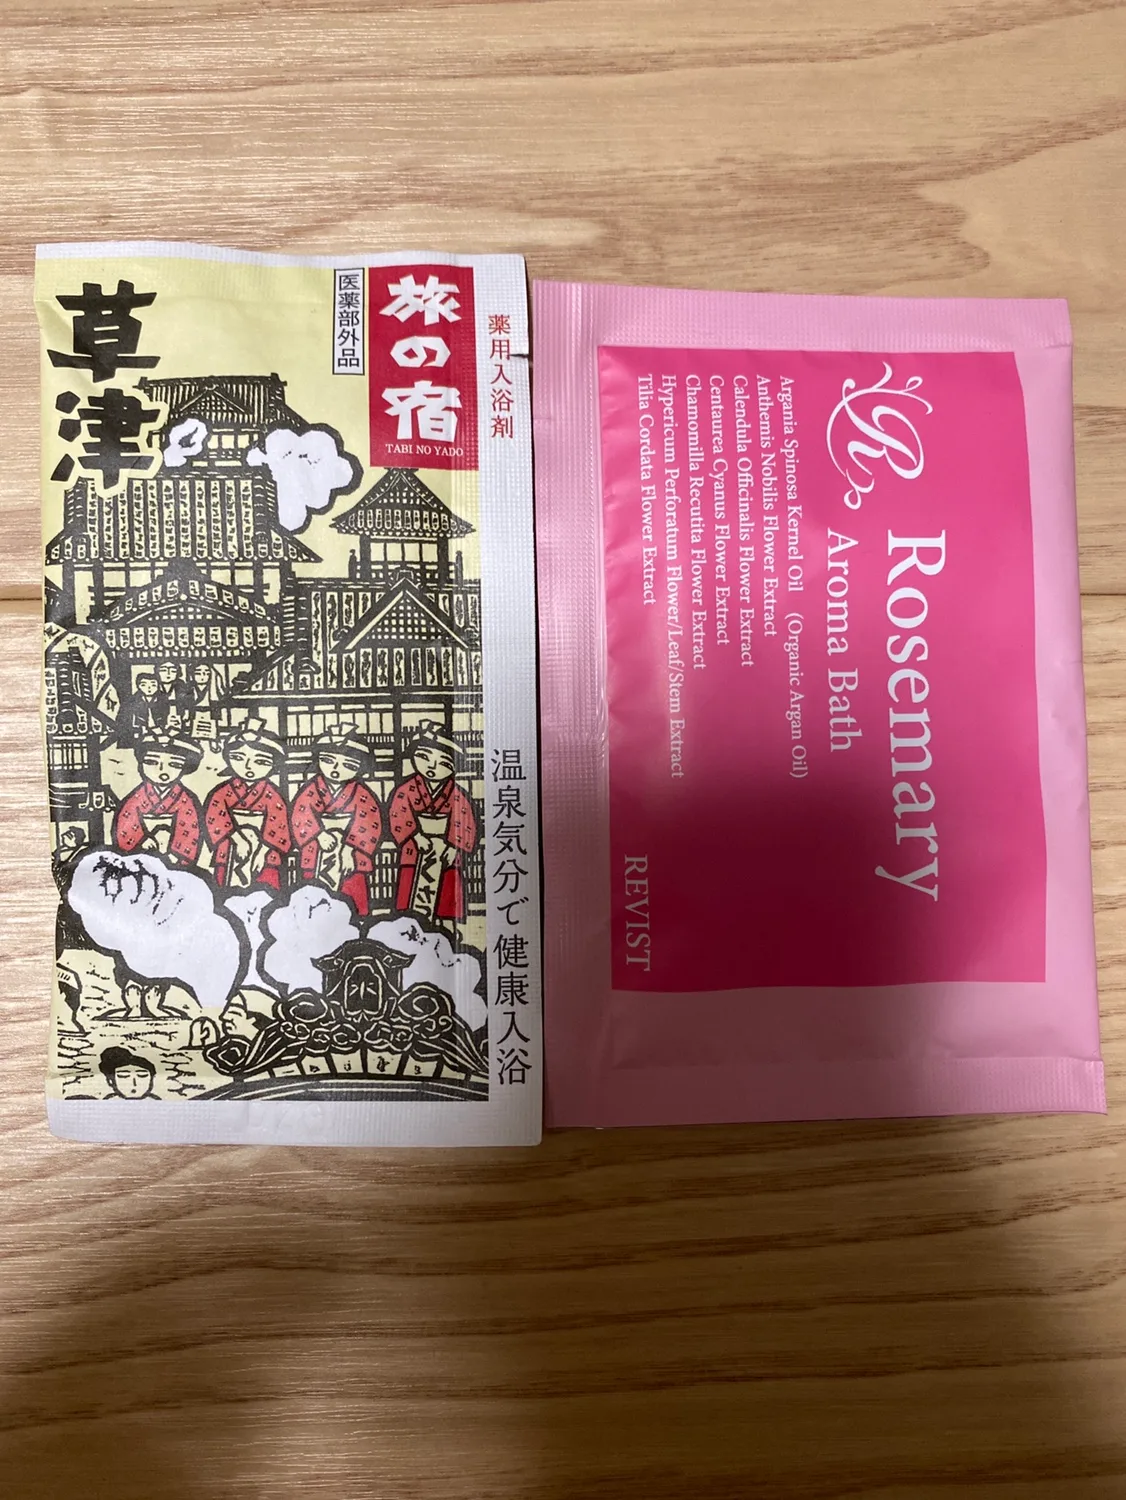 草津
医薬部外品
旅の宿
TABI NO YADO
薬用入浴剤
温泉気分で健康入浴
くさつ
R
Rosemary
Aroma Bath
Argania Spinosa Kernel Oil (Organic Argan Oil)
Anthemis Nobilis Flower Extract
Calendula Officinalis Flower Extract
Centaurea Cyanus Flower Extract
Chamomilla Recutita Flower Extract
Hypericum Perforatum Flower/Leaf/Stem Extract
Tilia Cordata Flower Extract
REVIST